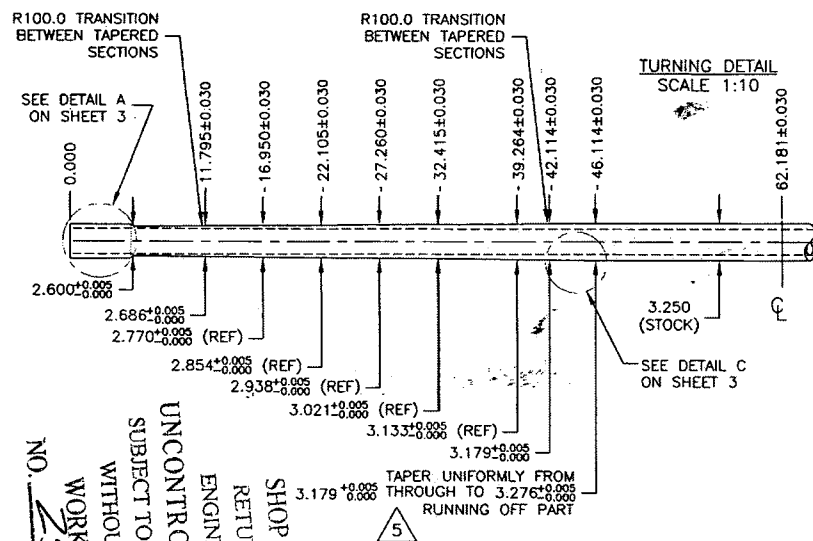 R100.0 TRANSITION
BETWEEN TAPERED
SECTIONS
R100.0 TRANSITION
BETWEEN TAPERED
SECTIONS
TURNING DETAIL
SCALE 1:10
SEE DETAIL A
ON SHEET 3
0.000
11.795±0.030
16.950±0.030
22.105±0.030
27.260±0.030
32.415±0.030
39.264±0.030
42.114±0.030
46.114±0.030
62.181±0.030
2.600+0.005 -0.000
2.686+0.005 -0.000
2.770+0.005 -0.000 (REF)
2.854+0.005 -0.000 (REF)
2.938+0.005 -0.000 (REF)
3.021+0.005 -0.000 (REF)
3.133+0.005 -0.000 (REF)
3.179+0.005 -0.000
3.250
(STOCK)
℄
SEE DETAIL C
ON SHEET 3
TAPER UNIFORMLY FROM
3.179 +0.005 0.000 THROUGH TO 3.276+0.005 -0.000
RUNNING OFF PART
5
SHOP
RETU
ENGIN
UNCONTRO
SUBJECT TO
WITHOU
WORK
NO.